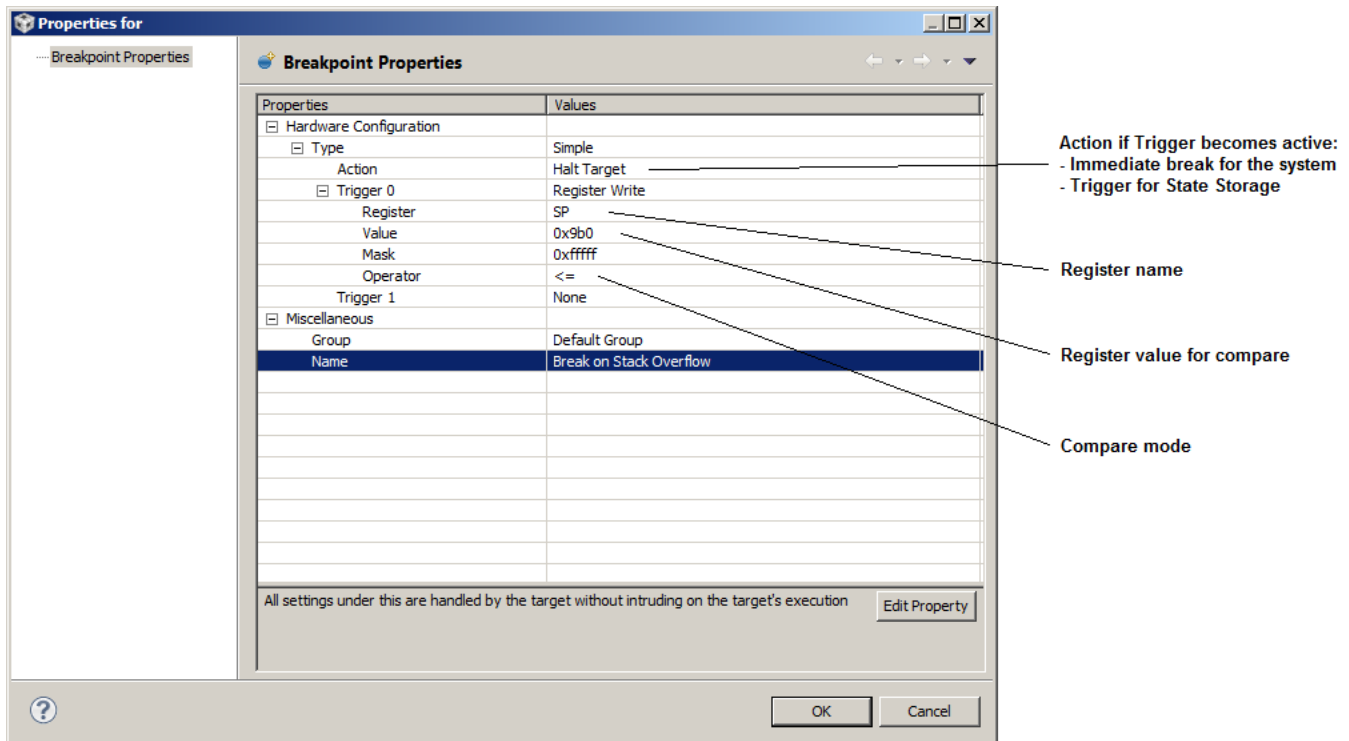 Properties for
Breakpoint Properties
Breakpoint Properties
Properties Values
Hardware Configuration
Type Simple
Action Halt Target
Trigger 0 Register Write
Register SP
Value 0x9b0
Mask 0xfffff
Operator <=
Trigger 1 None
Miscellaneous
Group Default Group
Name Break on Stack Overflow
All settings under this are handled by the target without intruding on the target's execution
Edit Property
OK
Cancel
Action if Trigger becomes active:
- Immediate break for the system
- Trigger for State Storage
Register name
Register value for compare
Compare mode